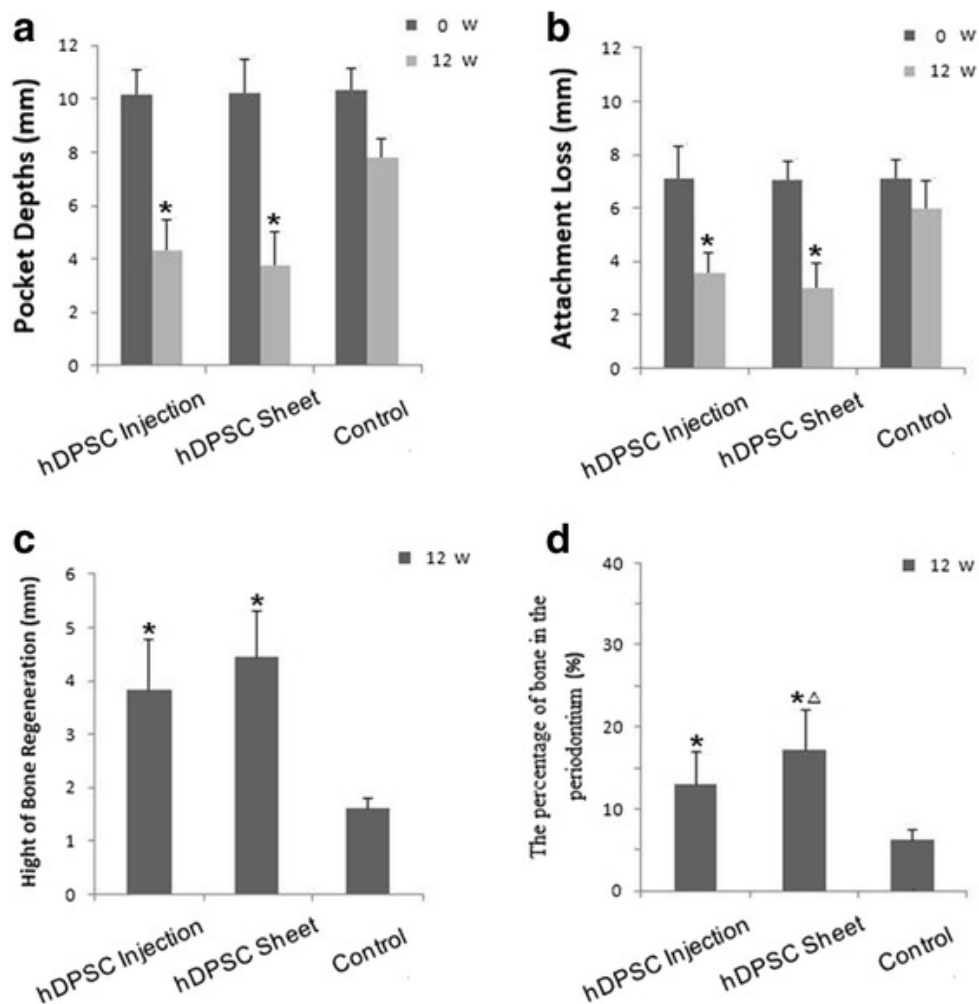 a
0 w
12 w
Pocket Depths (mm)
12
10
8
6
4
2
0
*
*
hDPSC Injection
hDPSC Sheet
Control
b
0 w
12 w
Attachment Loss (mm)
12
10
8
6
4
2
0
*
*
hDPSC Injection
hDPSC Sheet
Control
c
12 w
Hight of Bone Regeneration (mm)
6
5
4
3
2
1
0
*
*
hDPSC Injection
hDPSC Sheet
Control
d
12 w
The percentage of bone in the
periodontium (%)
40
30
20
10
0
*
*△
hDPSC Injection
hDPSC Sheet
Control